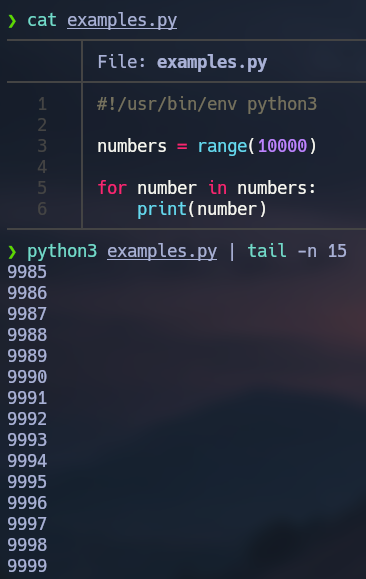 ❯ cat examples.py
File: examples.py
1 #!/usr/bin/env python3
2
3 numbers = range(10000)
4
5 for number in numbers:
6     print(number)
❯ python3 examples.py | tail -n 15
9985
9986
9987
9988
9989
9990
9991
9992
9993
9994
9995
9996
9997
9998
9999